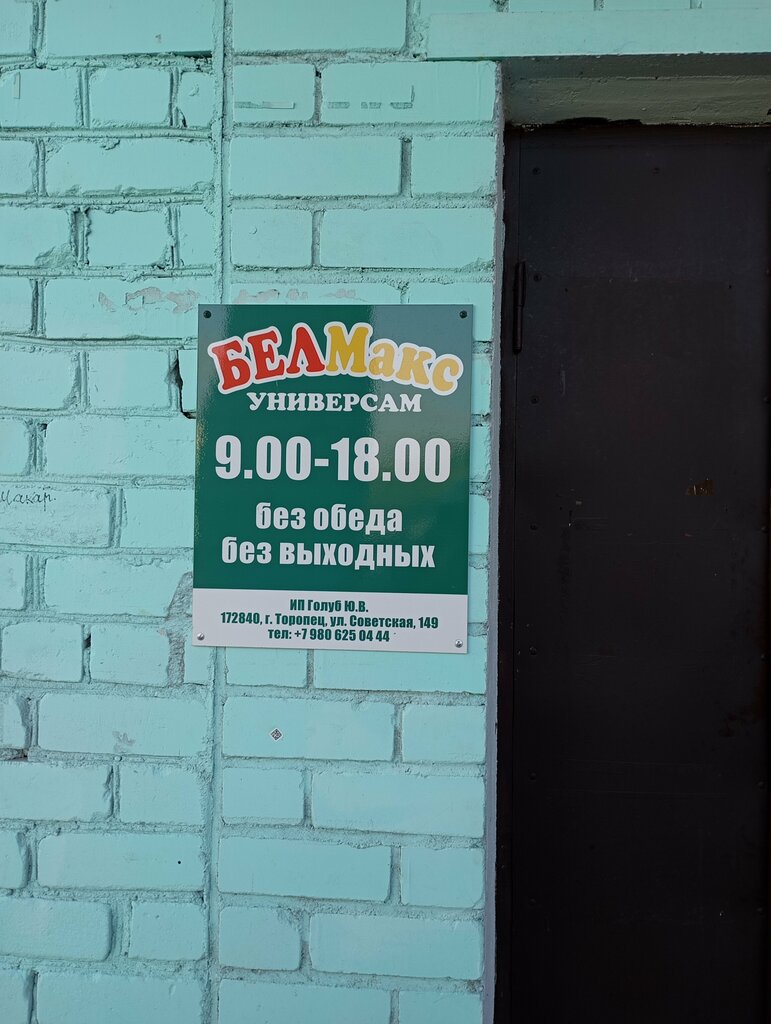 БЕЛМакс
УНИВЕРСАМ
9.00-18.00
без обеда
без выходных
ИП Голуб Ю.В.
172840, г. Торопец, ул. Советская, 149
тел: +7 980 625 04 44
Макар